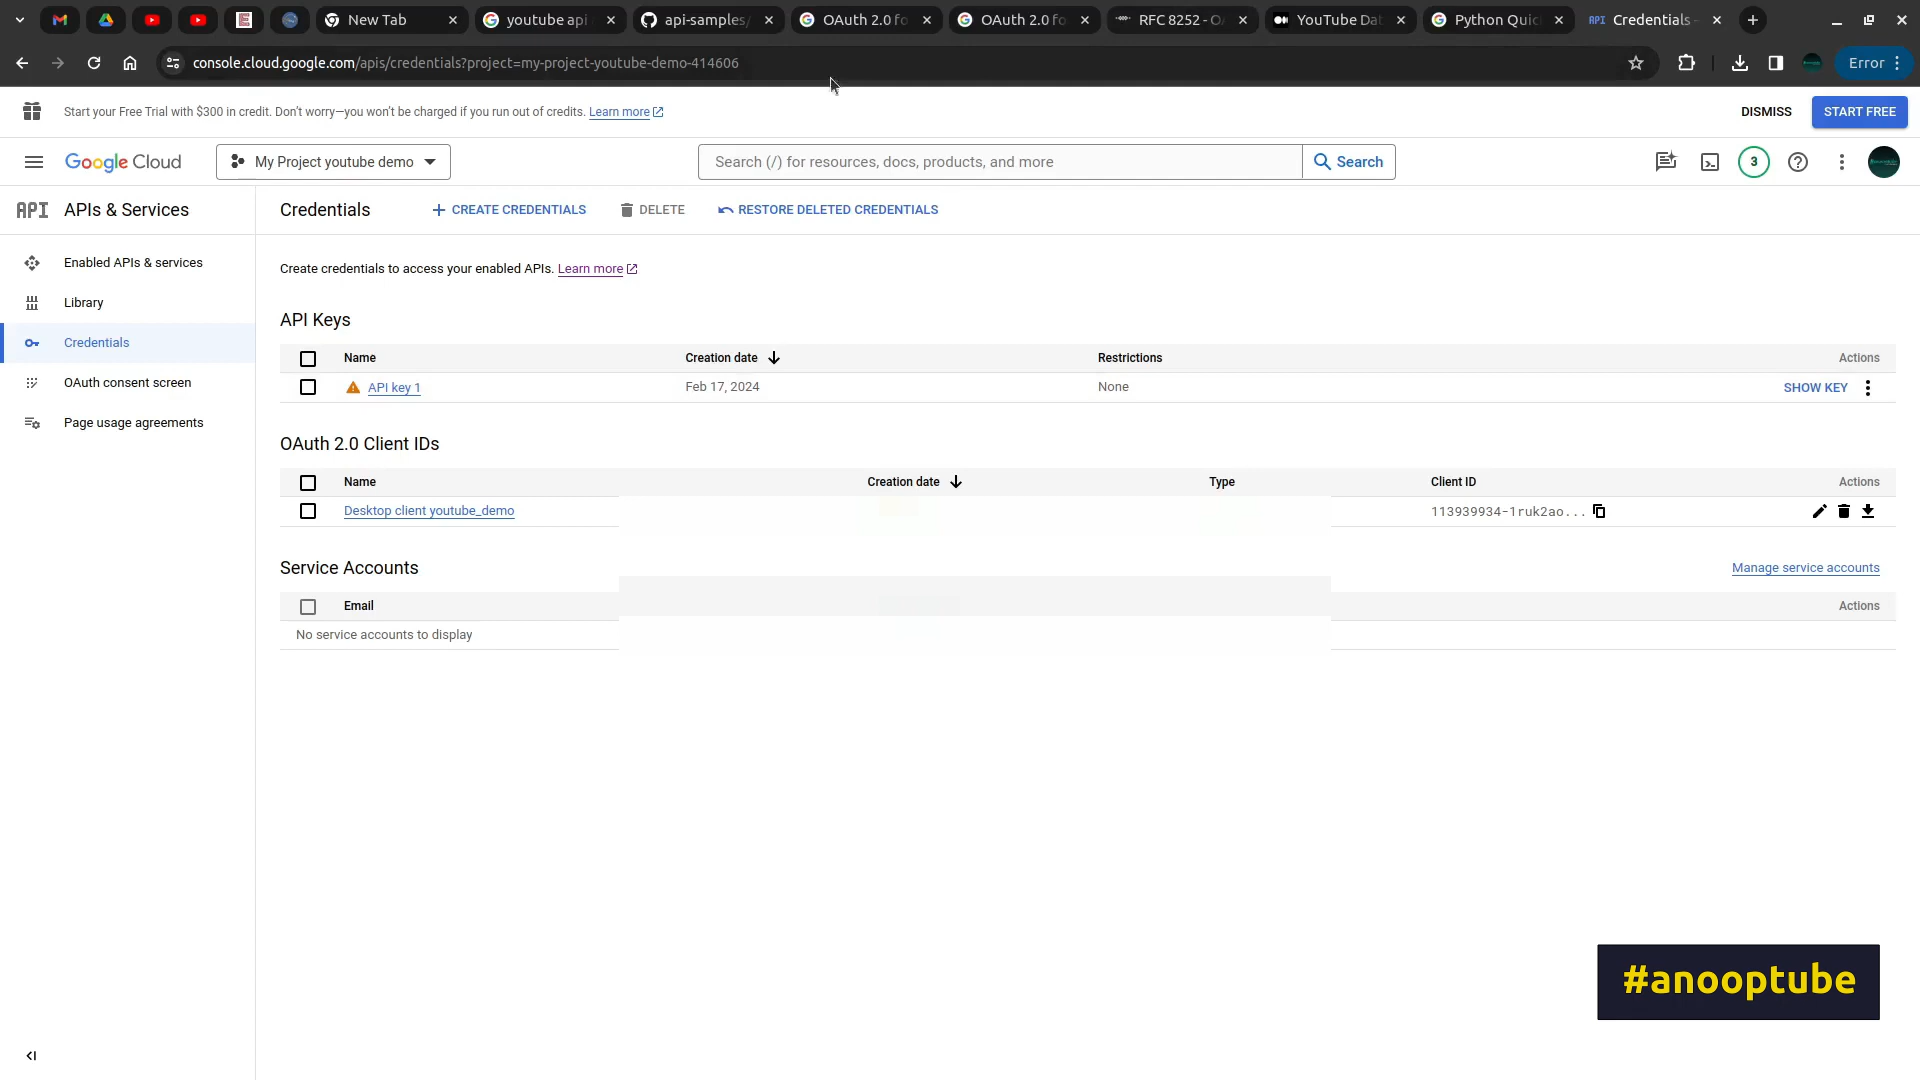 New Tab
youtube api
api-samples/
OAuth 2.0 fo
OAuth 2.0 fo
RFC 8252 - O
YouTube Dat
Python Quic
API Credentials -
console.cloud.google.com/apis/credentials?project=my-project-youtube-demo-414606
Error
Start your Free Trial with $300 in credit. Don't worry—you won't be charged if you run out of credits. Learn more
DISMISS
START FREE
Google Cloud
My Project youtube demo
Search (/) for resources, docs, products, and more
Search
3
API APIs & Services
Credentials
CREATE CREDENTIALS
DELETE
RESTORE DELETED CREDENTIALS
Enabled APIs & services
Library
Credentials
OAuth consent screen
Page usage agreements
Create credentials to access your enabled APIs. Learn more
API Keys
Name Creation date Restrictions Actions
API key 1 Feb 17, 2024 None SHOW KEY
OAuth 2.0 Client IDs
Name Creation date Type Client ID Actions
Desktop client youtube_demo 113939934-1ruk2ao...
Service Accounts
Manage service accounts
Email Actions
No service accounts to display
#anooptube